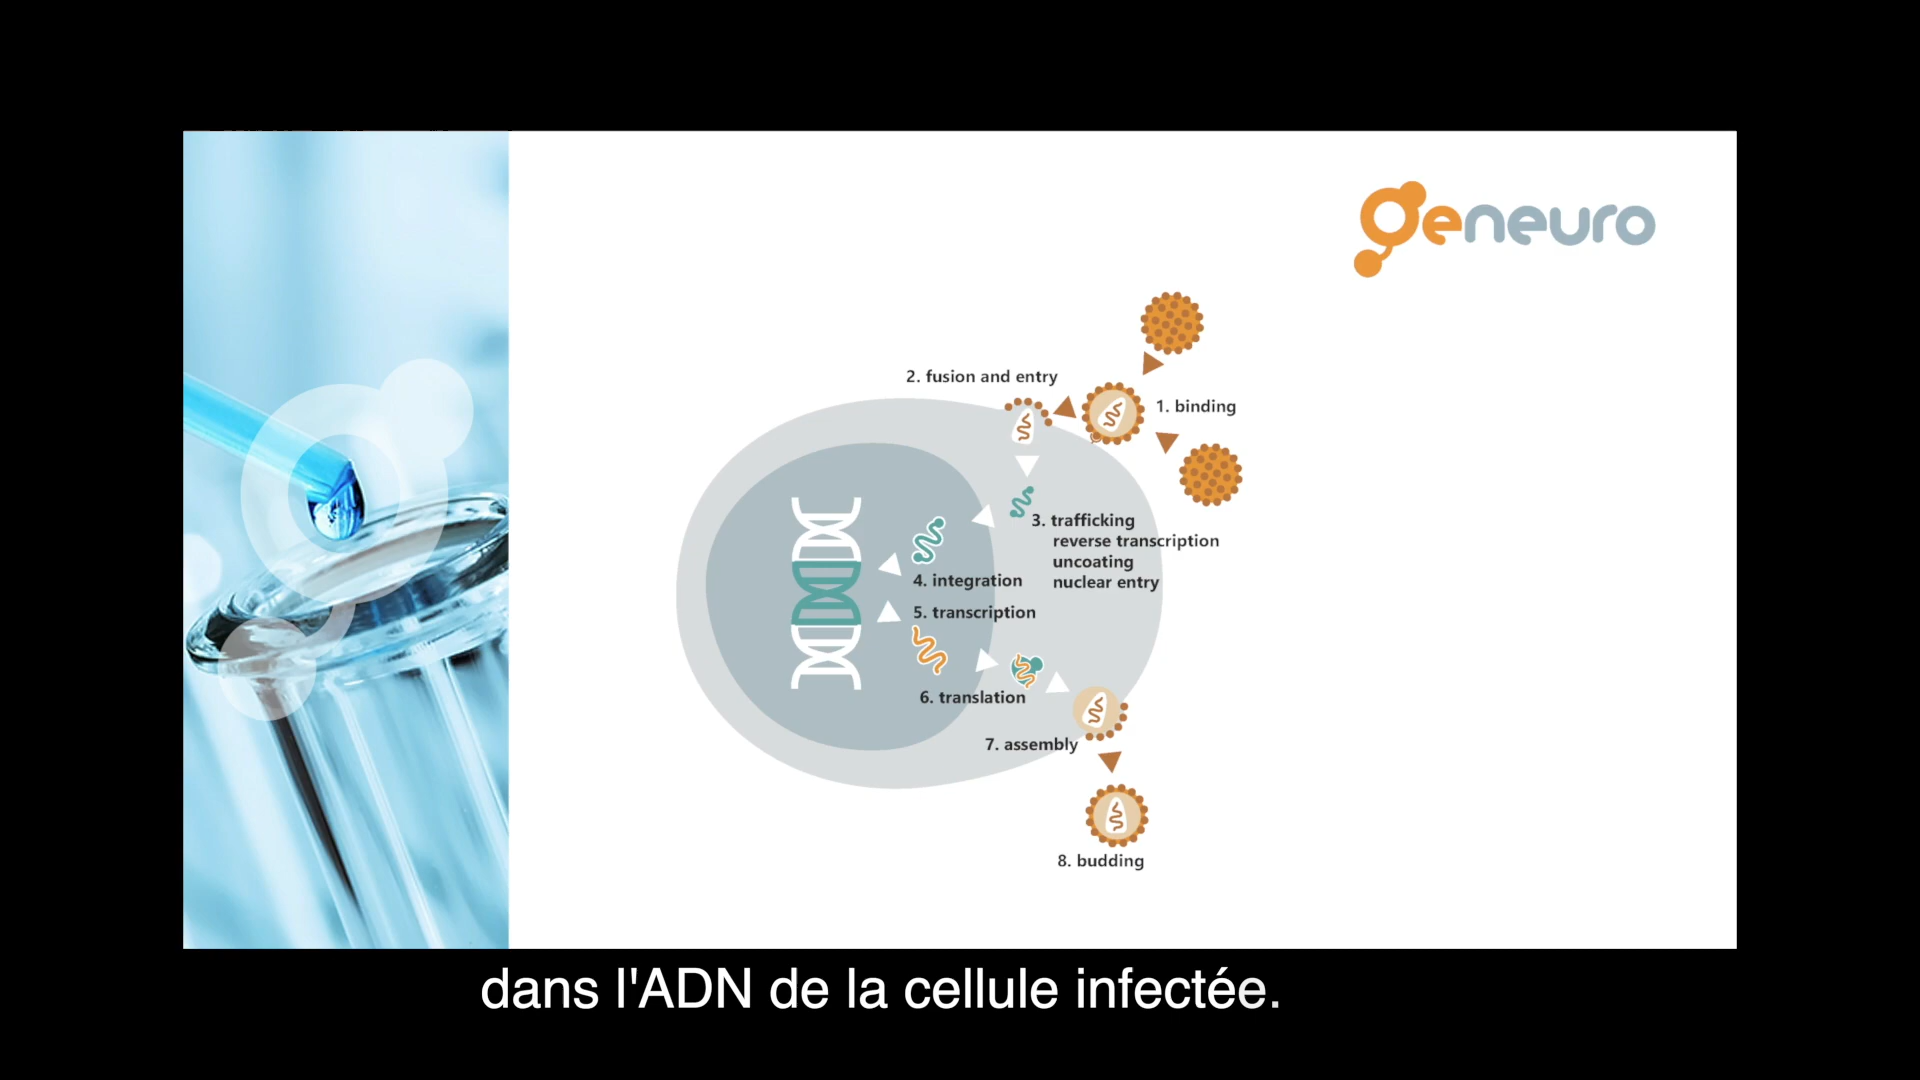 geneuro
2. fusion and entry
1. binding
3. trafficking
reverse transcription
uncoating
nuclear entry
4. integration
5. transcription
6. translation
7. assembly
8. budding
dans l'ADN de la cellule infectée.